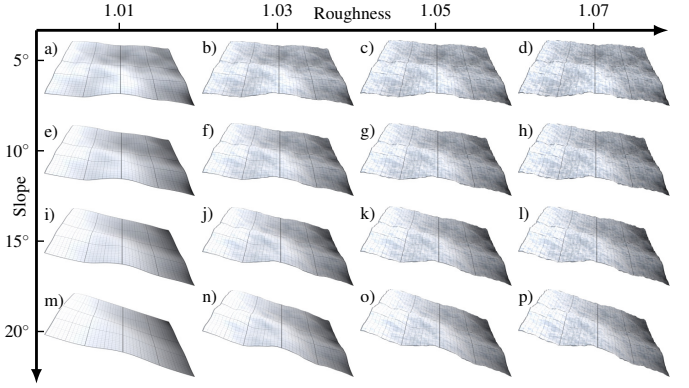 1.01 1.03 1.05 1.07
Roughness
5° a) b) c) d)
10° e) f) g) h)
Slope
15° i) j) k) l)
20° m) n) o) p)